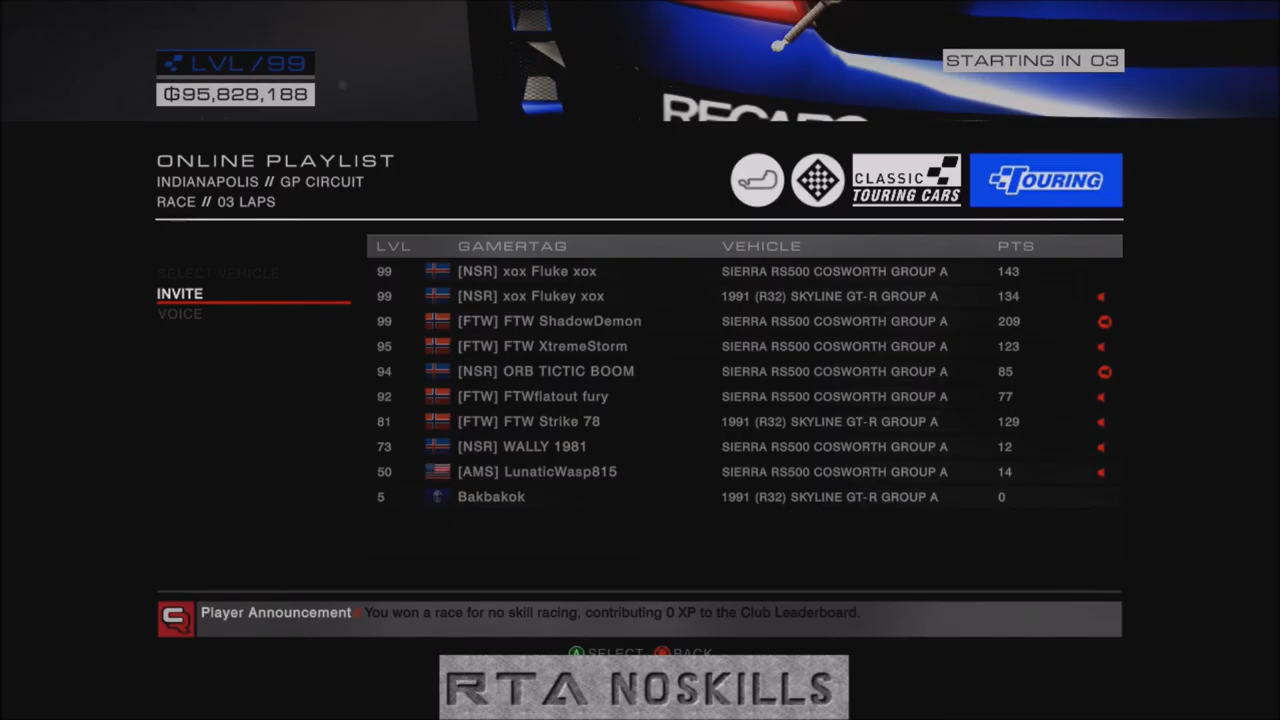 LVL / 99
STARTING IN 03
₲95,828,188
RECARO
ONLINE PLAYLIST
INDIANAPOLIS // GP CIRCUIT
RACE // 03 LAPS
CLASSIC
TOURING CARS
TOURING
LVL GAMERTAG VEHICLE PTS
SELECT VEHICLE
INVITE
VOICE
99 [NSR] xox Fluke xox SIERRA RS500 COSWORTH GROUP A 143
99 [NSR] xox Flukey xox 1991 (R32) SKYLINE GT-R GROUP A 134
99 [FTW] FTW ShadowDemon SIERRA RS500 COSWORTH GROUP A 209
95 [FTW] FTW XtremeStorm SIERRA RS500 COSWORTH GROUP A 123
94 [NSR] ORB TICTIC BOOM SIERRA RS500 COSWORTH GROUP A 85
92 [FTW] FTWflatout fury SIERRA RS500 COSWORTH GROUP A 77
81 [FTW] FTW Strike 78 1991 (R32) SKYLINE GT-R GROUP A 129
73 [NSR] WALLY 1981 SIERRA RS500 COSWORTH GROUP A 12
50 [AMS] LunaticWasp815 SIERRA RS500 COSWORTH GROUP A 14
5 Bakbakok 1991 (R32) SKYLINE GT-R GROUP A 0
Player Announcement // You won a race for no skill racing, contributing 0 XP to the Club Leaderboard.
A SELECT B BACK
RTA NOSKILLS